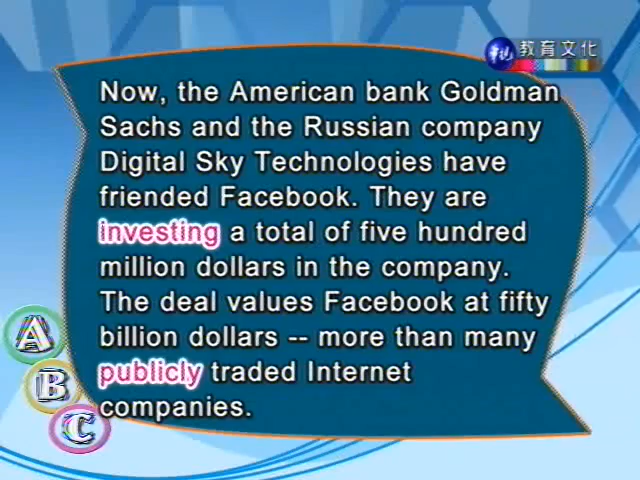 華視 教育文化
Now, the American bank Goldman
Sachs and the Russian company
Digital Sky Technologies have
friended Facebook. They are
investing a total of five hundred
million dollars in the company.
The deal values Facebook at fifty
billion dollars -- more than many
publicly traded Internet
companies.
A
B
C